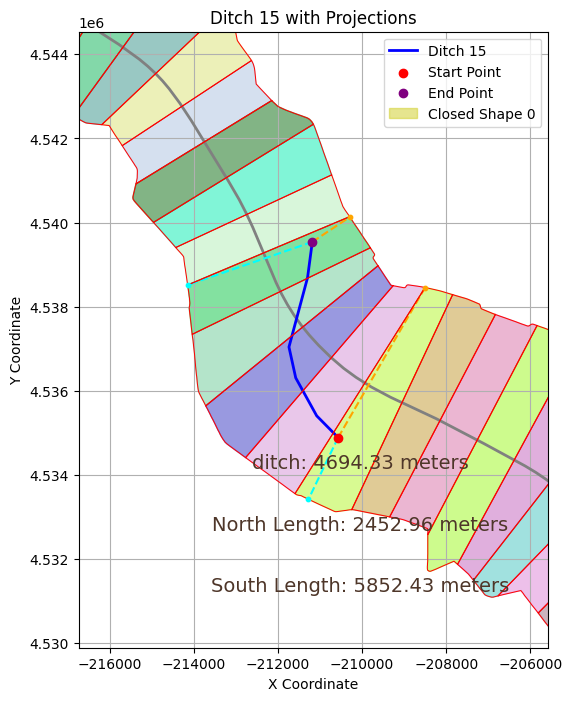 Ditch 15 with Projections
1e6
Ditch 15
Start Point
End Point
Closed Shape 0
4.544
4.542
4.540
4.538
4.536
4.534
4.532
4.530
Y Coordinate
ditch: 4694.33 meters
North Length: 2452.96 meters
South Length: 5852.43 meters
−216000 −214000 −212000 −210000 −208000 −206000
X Coordinate